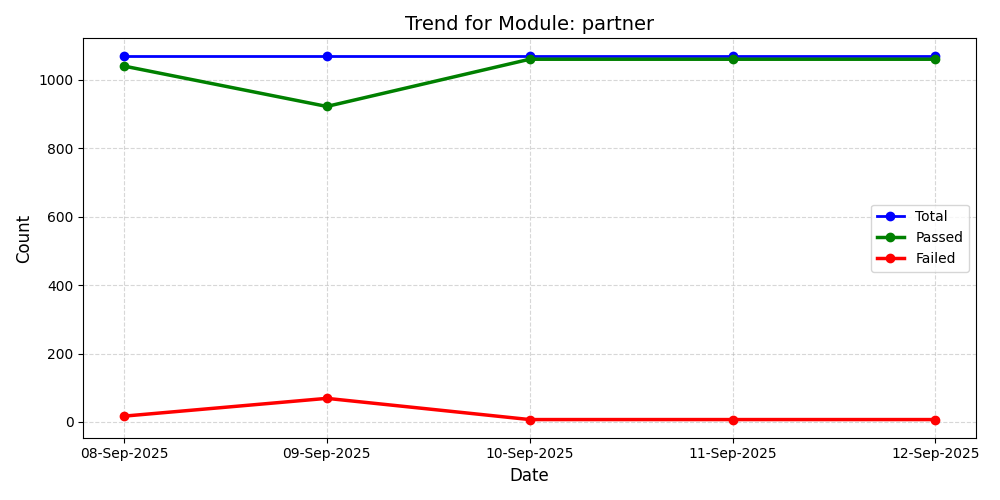 Trend for Module: partner
Count
1000
800
600
400
200
0
Total
Passed
Failed
08-Sep-2025 09-Sep-2025 10-Sep-2025 11-Sep-2025 12-Sep-2025
Date